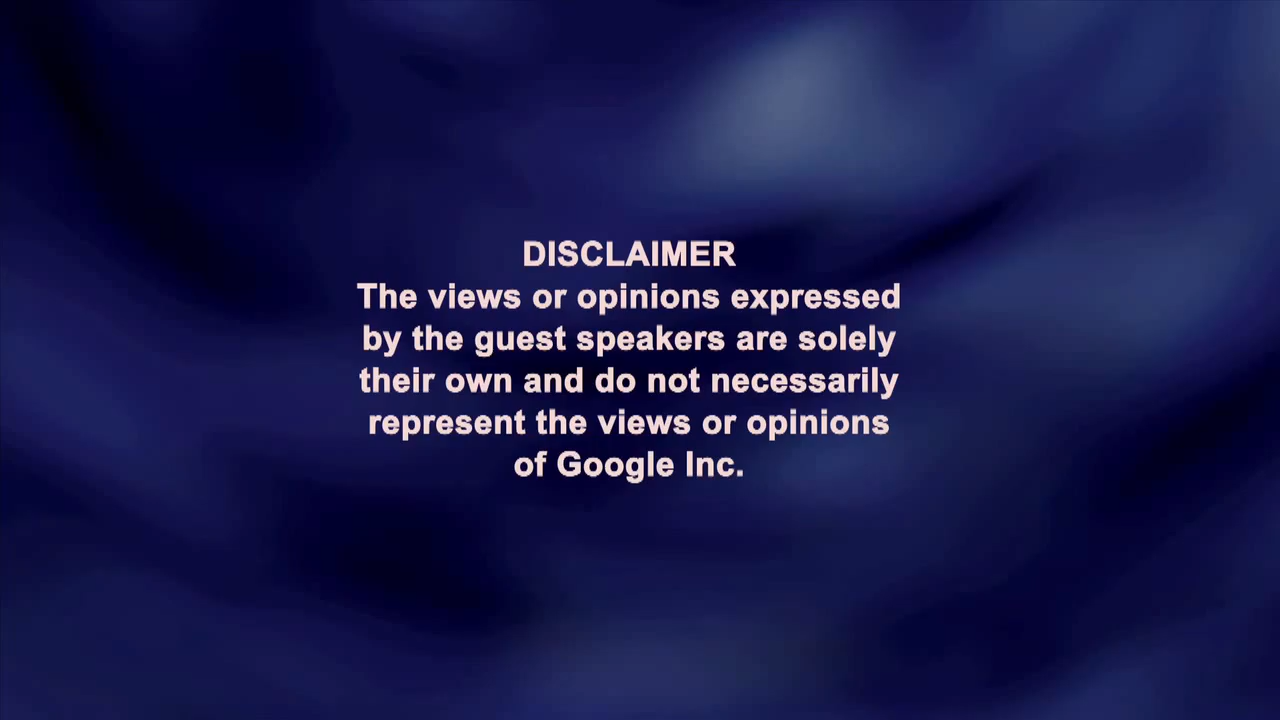 DISCLAIMER
The views or opinions expressed
by the guest speakers are solely
their own and do not necessarily
represent the views or opinions
of Google Inc.